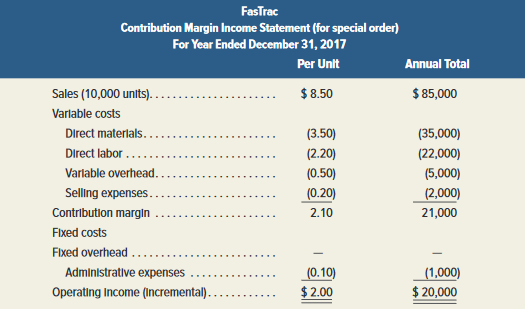 FasTrac
Contribution Margin Income Statement (for special order)
For Year Ended December 31, 2017
Per Unit Annual Total
Sales (10,000 units). . . . . . . . . . . . . . . . . . . . . $ 8.50 $ 85,000
Variable costs
Direct materials. . . . . . . . . . . . . . . . . . . . . . (3.50) (35,000)
Direct labor . . . . . . . . . . . . . . . . . . . . . . . . . (2.20) (22,000)
Variable overhead. . . . . . . . . . . . . . . . . . . . (0.50) (5,000)
Selling expenses. . . . . . . . . . . . . . . . . . . . . (0.20) (2,000)
Contribution margin . . . . . . . . . . . . . . . . . . . . 2.10 21,000
Fixed costs
Fixed overhead . . . . . . . . . . . . . . . . . . . . . . . . — —
Administrative expenses . . . . . . . . . . . . . . (0.10) (1,000)
Operating income (incremental). . . . . . . . . . . . $ 2.00 $ 20,000